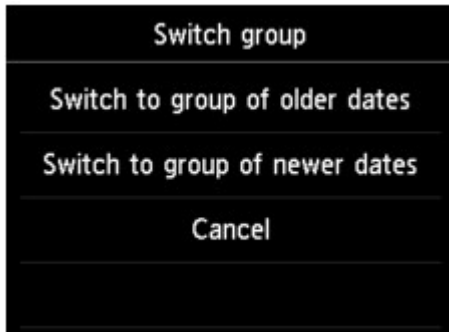 Switch group
Switch to group of older dates
Switch to group of newer dates
Cancel